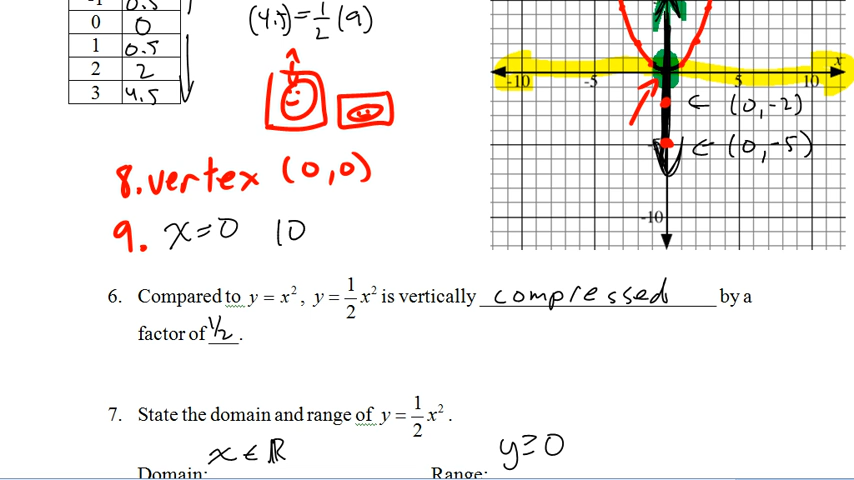 -1 0.5
0 0
1 0.5
2 2
3 4.5
(4.5) = 1/2 (9)
-10 -5 5 10 x
← (0,-2)
← (0,-5)
-10
8. vertex (0,0)
9. x=0 10
6. Compared to y = x², y = 1/2 x² is vertically compressed by a
factor of 1/2.
7. State the domain and range of y = 1/2 x².
x ∈ ℝ y≥0
Domain: Range: